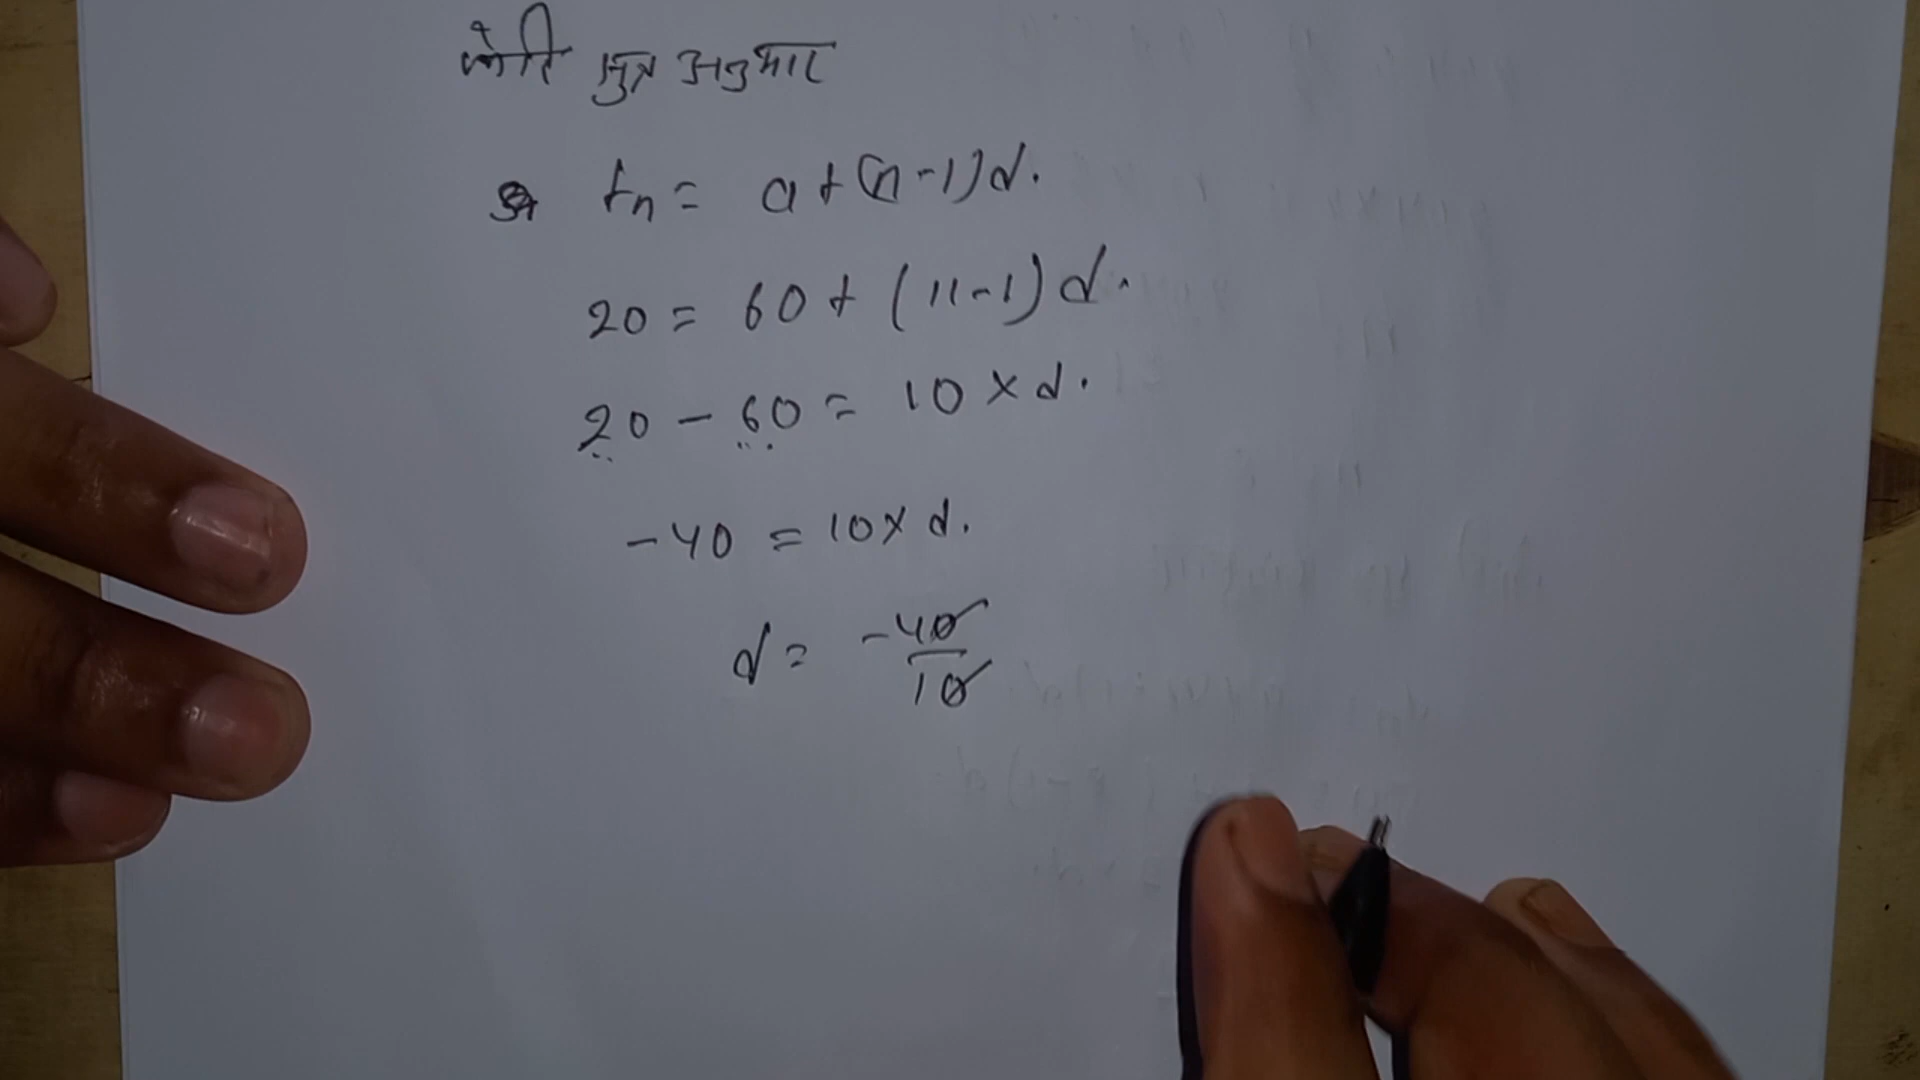 सूत्र अनुसार
tn = a + (n-1)d.
20 = 60 + (11-1)d.
20 - 60 = 10 × d.
-40 = 10 × d.
d = -40/10